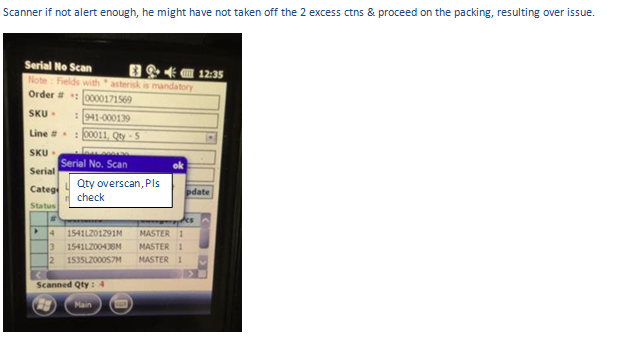 Scanner if not alert enough, he might have not taken off the 2 excess ctns & proceed on the packing, resulting over issue.
Serial No Scan 12:35
Note : Fields with * asterisk is mandatory
Order # *: 0000171569
SKU * : 941-000139
Line # * : 00011, Qty - 5
SKU *
Serial No. Scan ok
Serial
Qty overscan, Pls
check
Categ pdate
Status
# Pcs
4 1541LZ01Z91M MASTER 1
3 1541LZ00438M MASTER 1
2 1535LZ00057M MASTER 1
Scanned Qty : 4
Main